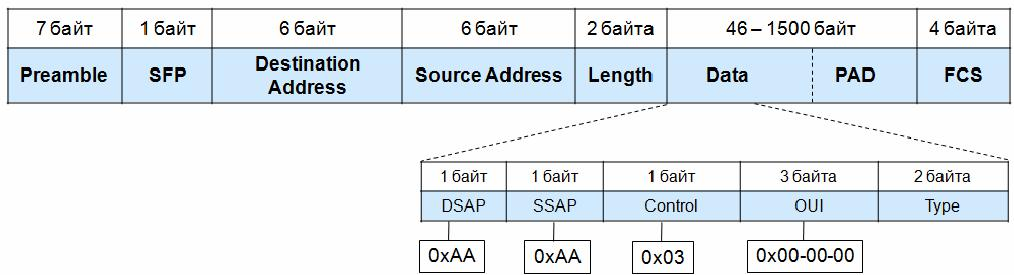 7 байт 1 байт 6 байт 6 байт 2 байта 46 – 1500 байт 4 байта
Preamble SFP Destination Address Source Address Length Data PAD FCS
1 байт 1 байт 1 байт 3 байта 2 байта
DSAP SSAP Control OUI Type
0xAA 0xAA 0x03 0x00-00-00